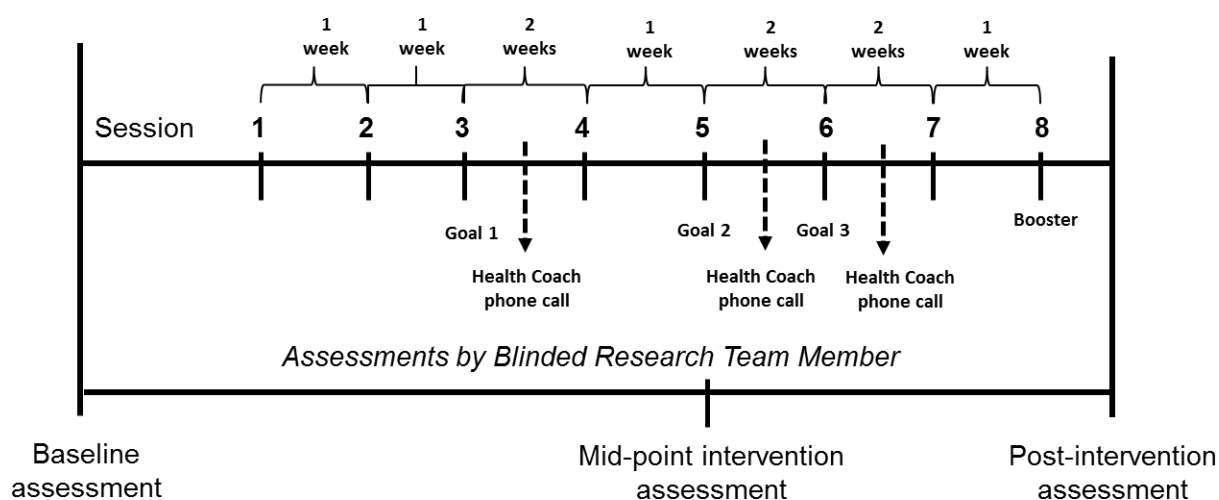 1 week
1 week
2 weeks
1 week
2 weeks
2 weeks
1 week
Session 1 2 3 4 5 6 7 8
Goal 1
Goal 2
Goal 3
Booster
Health Coach
phone call
Health Coach
phone call
Health Coach
phone call
Assessments by Blinded Research Team Member
Baseline
assessment
Mid-point intervention
assessment
Post-intervention
assessment